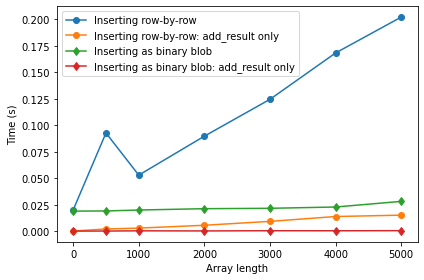 Inserting row-by-row
Inserting row-by-row: add_result only
Inserting as binary blob
Inserting as binary blob: add_result only
0.200
0.175
0.150
0.125
0.100
0.075
0.050
0.025
0.000
Time (s)
0 1000 2000 3000 4000 5000
Array length